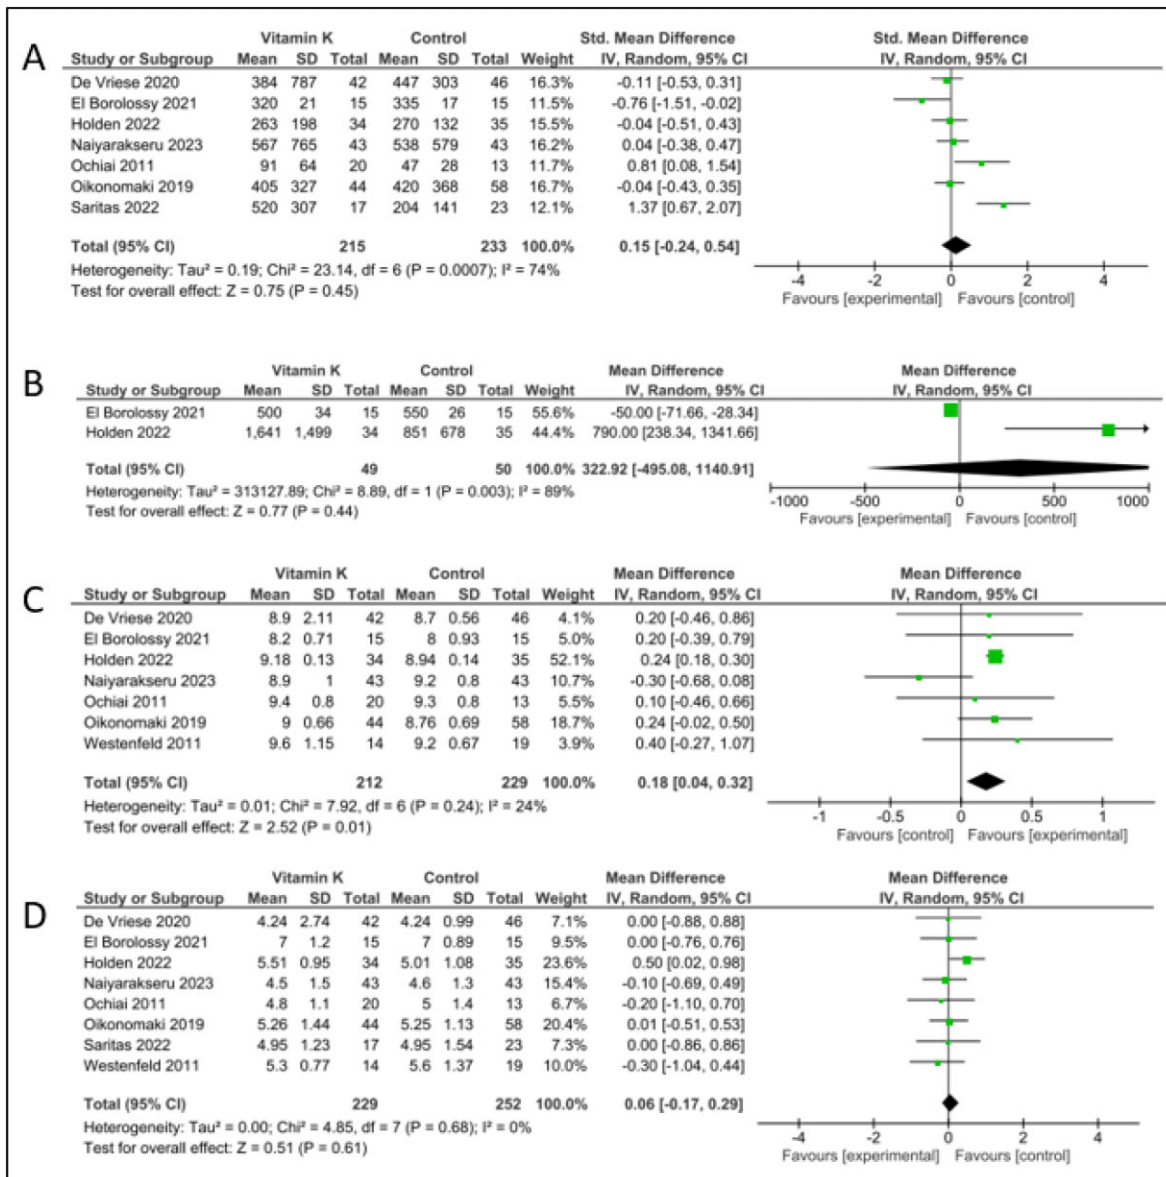 A
Vitamin K Control Std. Mean Difference Std. Mean Difference
Study or Subgroup Mean SD Total Mean SD Total Weight IV, Random, 95% CI IV, Random, 95% CI
De Vriese 2020 384 787 42 447 303 46 16.3% -0.11 [-0.53, 0.31]
El Borolossy 2021 320 21 15 335 17 15 11.5% -0.76 [-1.51, -0.02]
Holden 2022 263 198 34 270 132 35 15.5% -0.04 [-0.51, 0.43]
Naiyarakseru 2023 567 765 43 538 579 43 16.2% 0.04 [-0.38, 0.47]
Ochiai 2011 91 64 20 47 28 13 11.7% 0.81 [0.08, 1.54]
Oikonomaki 2019 405 327 44 420 368 58 16.7% -0.04 [-0.43, 0.35]
Saritas 2022 520 307 17 204 141 23 12.1% 1.37 [0.67, 2.07]
Total (95% CI) 215 233 100.0% 0.15 [-0.24, 0.54]
Heterogeneity: Tau² = 0.19; Chi² = 23.14, df = 6 (P = 0.0007); I² = 74%
Test for overall effect: Z = 0.75 (P = 0.45)
-4 -2 0 2 4
Favours [experimental] Favours [control]
B
Vitamin K Control Mean Difference Mean Difference
Study or Subgroup Mean SD Total Mean SD Total Weight IV, Random, 95% CI IV, Random, 95% CI
El Borolossy 2021 500 34 15 550 26 15 55.6% -50.00 [-71.66, -28.34]
Holden 2022 1,641 1,499 34 851 678 35 44.4% 790.00 [238.34, 1341.66]
Total (95% CI) 49 50 100.0% 322.92 [-495.08, 1140.91]
Heterogeneity: Tau² = 313127.89; Chi² = 8.89, df = 1 (P = 0.003); I² = 89%
Test for overall effect: Z = 0.77 (P = 0.44)
-1000 -500 0 500 1000
Favours [experimental] Favours [control]
C
Vitamin K Control Mean Difference Mean Difference
Study or Subgroup Mean SD Total Mean SD Total Weight IV, Random, 95% CI IV, Random, 95% CI
De Vriese 2020 8.9 2.11 42 8.7 0.56 46 4.1% 0.20 [-0.46, 0.86]
El Borolossy 2021 8.2 0.71 15 8 0.93 15 5.0% 0.20 [-0.39, 0.79]
Holden 2022 9.18 0.13 34 8.94 0.14 35 52.1% 0.24 [0.18, 0.30]
Naiyarakseru 2023 8.9 1 43 9.2 0.8 43 10.7% -0.30 [-0.68, 0.08]
Ochiai 2011 9.4 0.8 20 9.3 0.8 13 5.5% 0.10 [-0.46, 0.66]
Oikonomaki 2019 9 0.66 44 8.76 0.69 58 18.7% 0.24 [-0.02, 0.50]
Westenfeld 2011 9.6 1.15 14 9.2 0.67 19 3.9% 0.40 [-0.27, 1.07]
Total (95% CI) 212 229 100.0% 0.18 [0.04, 0.32]
Heterogeneity: Tau² = 0.01; Chi² = 7.92, df = 6 (P = 0.24); I² = 24%
Test for overall effect: Z = 2.52 (P = 0.01)
-1 -0.5 0 0.5 1
Favours [control] Favours [experimental]
D
Vitamin K Control Mean Difference Mean Difference
Study or Subgroup Mean SD Total Mean SD Total Weight IV, Random, 95% CI IV, Random, 95% CI
De Vriese 2020 4.24 2.74 42 4.24 0.99 46 7.1% 0.00 [-0.88, 0.88]
El Borolossy 2021 7 1.2 15 7 0.89 15 9.5% 0.00 [-0.76, 0.76]
Holden 2022 5.51 0.95 34 5.01 1.08 35 23.6% 0.50 [0.02, 0.98]
Naiyarakseru 2023 4.5 1.5 43 4.6 1.3 43 15.4% -0.10 [-0.69, 0.49]
Ochiai 2011 4.8 1.1 20 5 1.4 13 6.7% -0.20 [-1.10, 0.70]
Oikonomaki 2019 5.26 1.44 44 5.25 1.13 58 20.4% 0.01 [-0.51, 0.53]
Saritas 2022 4.95 1.23 17 4.95 1.54 23 7.3% 0.00 [-0.86, 0.86]
Westenfeld 2011 5.3 0.77 14 5.6 1.37 19 10.0% -0.30 [-1.04, 0.44]
Total (95% CI) 229 252 100.0% 0.06 [-0.17, 0.29]
Heterogeneity: Tau² = 0.00; Chi² = 4.85, df = 7 (P = 0.68); I² = 0%
Test for overall effect: Z = 0.51 (P = 0.61)
-4 -2 0 2 4
Favours [experimental] Favours [control]